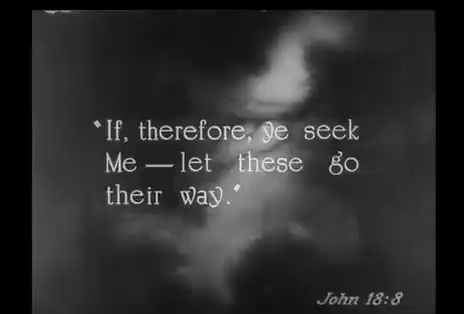 "If, therefore, ye seek
Me — let these go
their way."
John 18:8